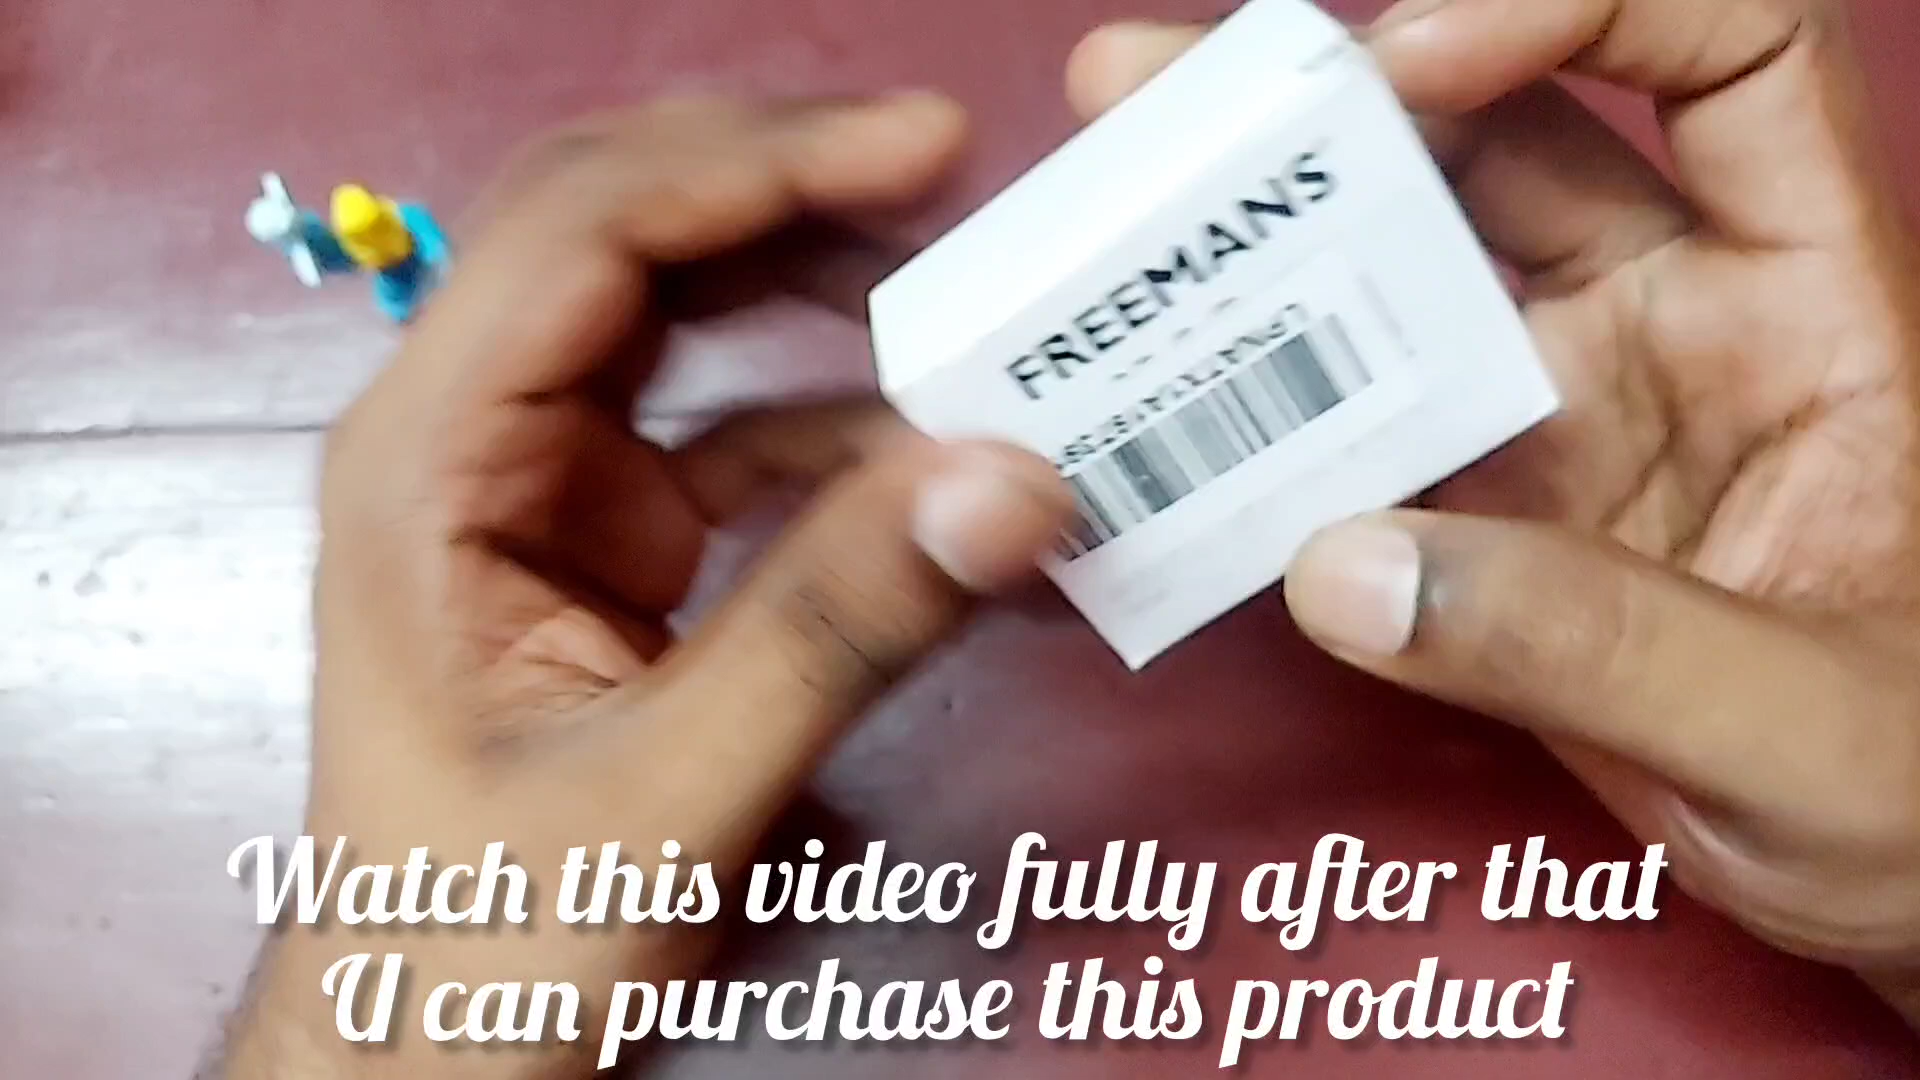 FREEMANS
Watch this video fully after that
U can purchase this product